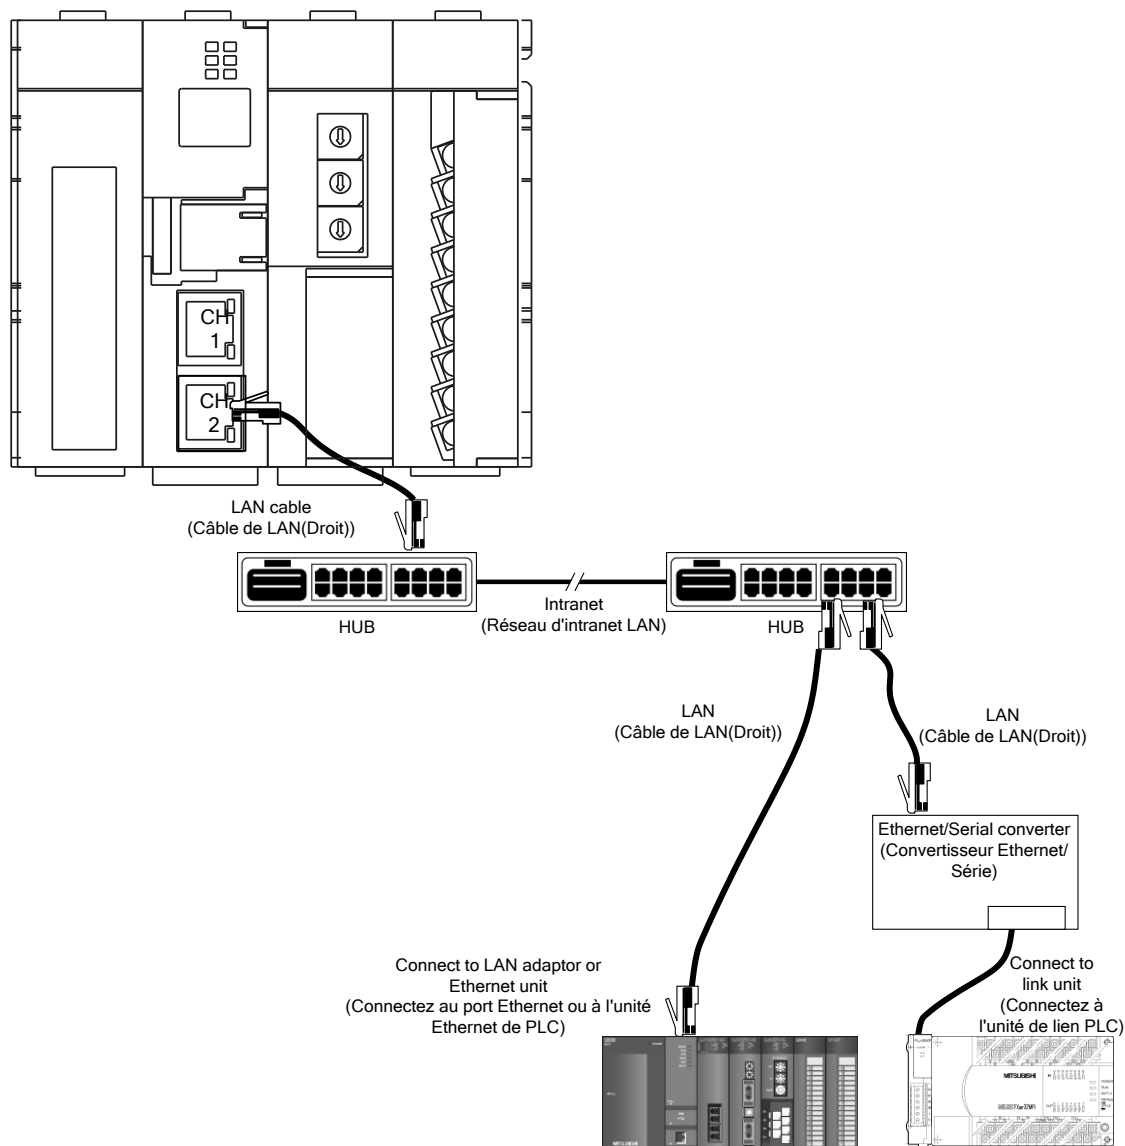 CH
1
CH
2
LAN cable
(Câble de LAN(Droit))
HUB
Intranet
(Réseau d'intranet LAN)
HUB
LAN
(Câble de LAN(Droit))
LAN
(Câble de LAN(Droit))
Ethernet/Serial converter
(Convertisseur Ethernet/
Série)
Connect to LAN adaptor or
Ethernet unit
(Connectez au port Ethernet ou à l'unité
Ethernet de PLC)
Connect to
link unit
(Connectez à
l'unité de lien PLC)
MITSUBISHI
MITSUBISHI